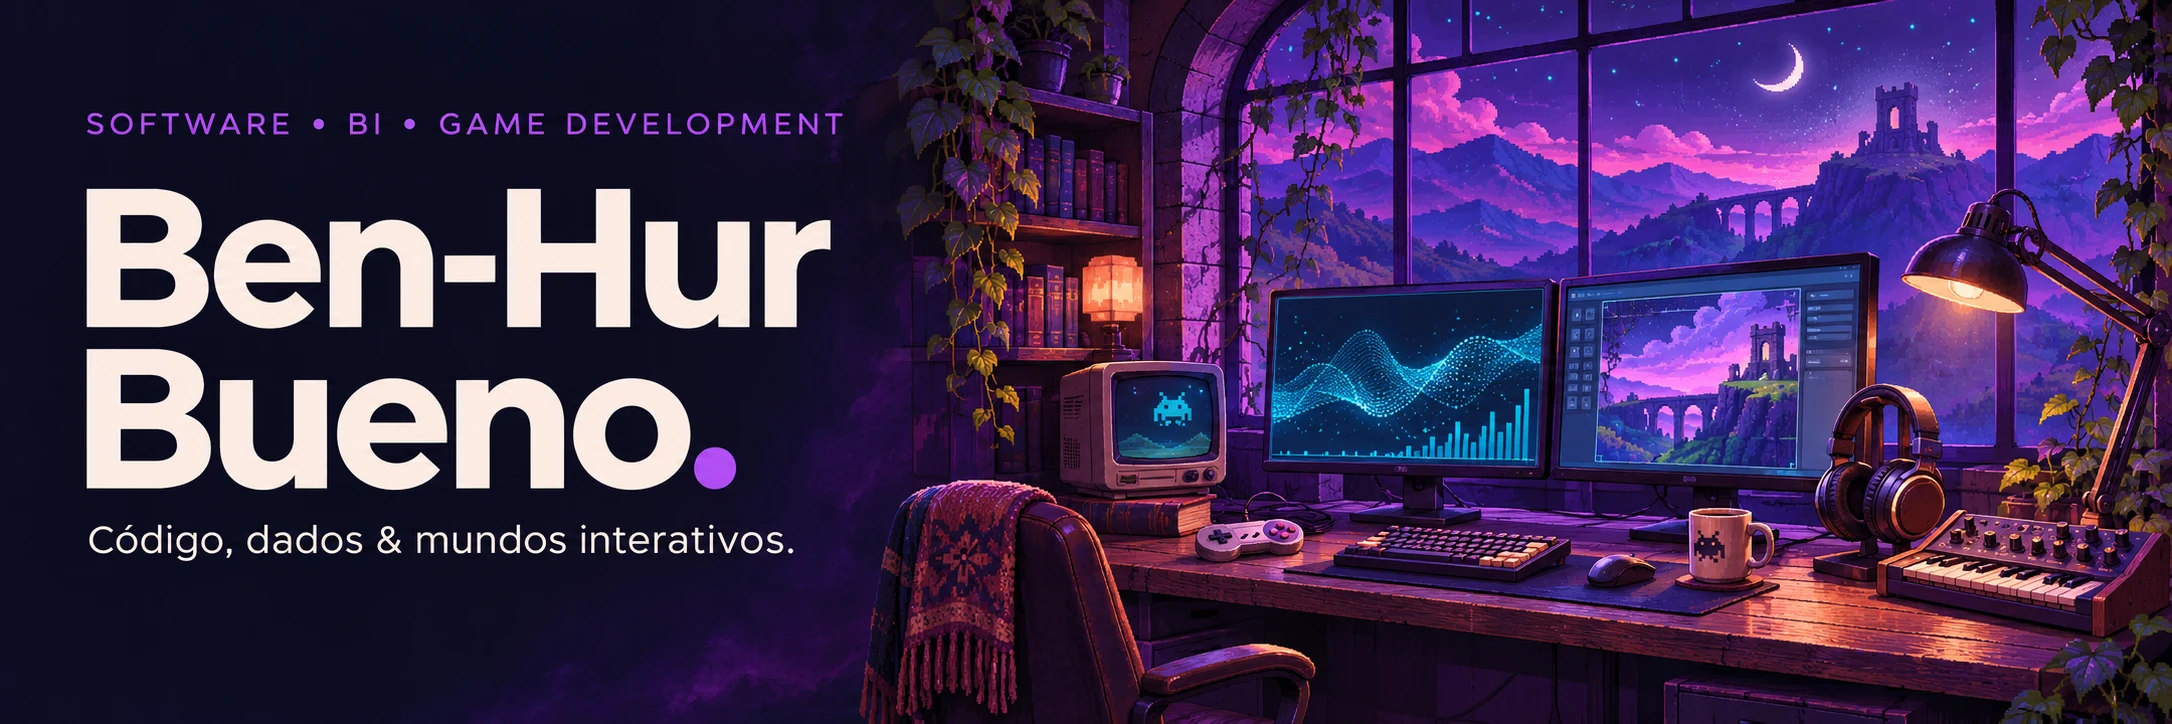 SOFTWARE • BI • GAME DEVELOPMENT
Ben-Hur
Bueno.
Código, dados & mundos interativos.